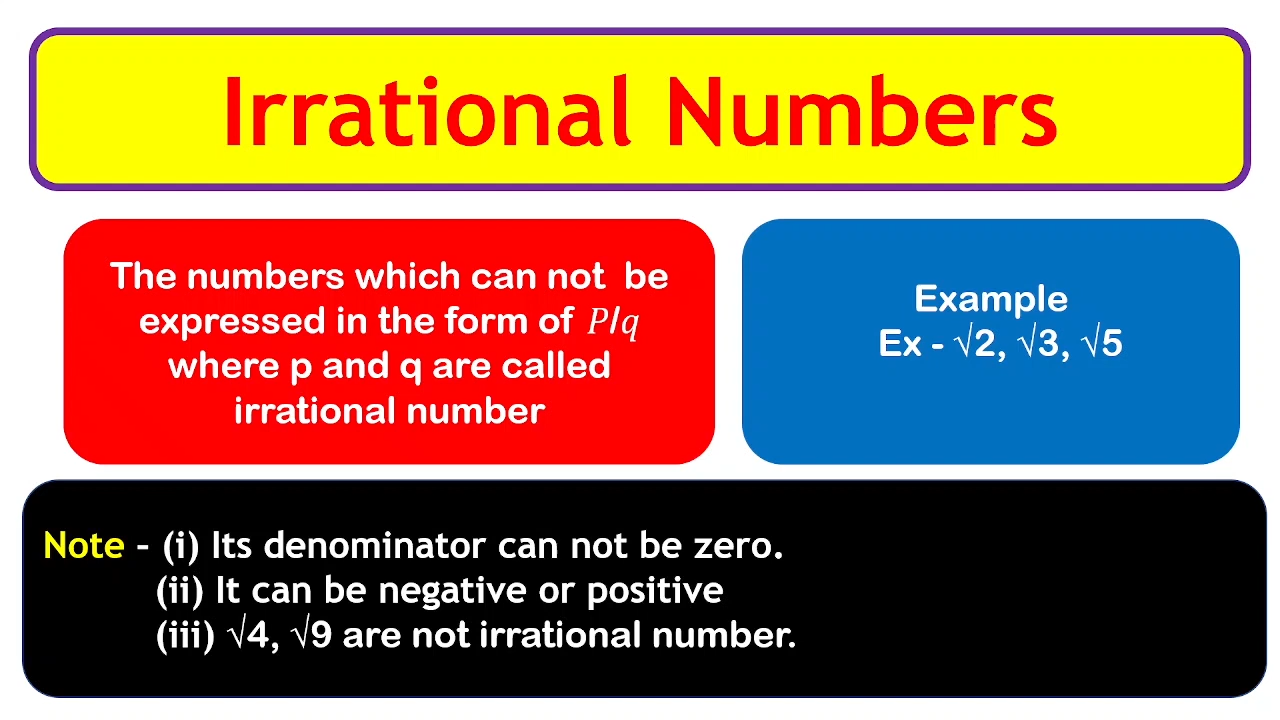 Irrational Numbers
The numbers which can not be
expressed in the form of P/q
where p and q are called
irrational number
Example
Ex - √2, √3, √5
Note - (i) Its denominator can not be zero.
(ii) It can be negative or positive
(iii) √4, √9 are not irrational number.